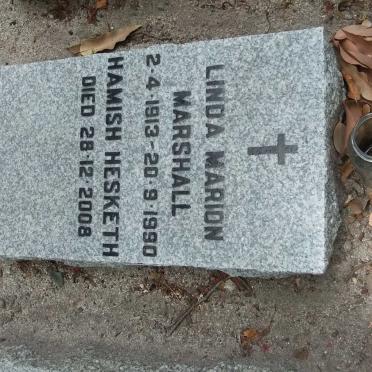 LINDA MARION
MARSHALL
2·4·1913-20·9·1990
HAMISH HESKETH
DIED 28·12·2008